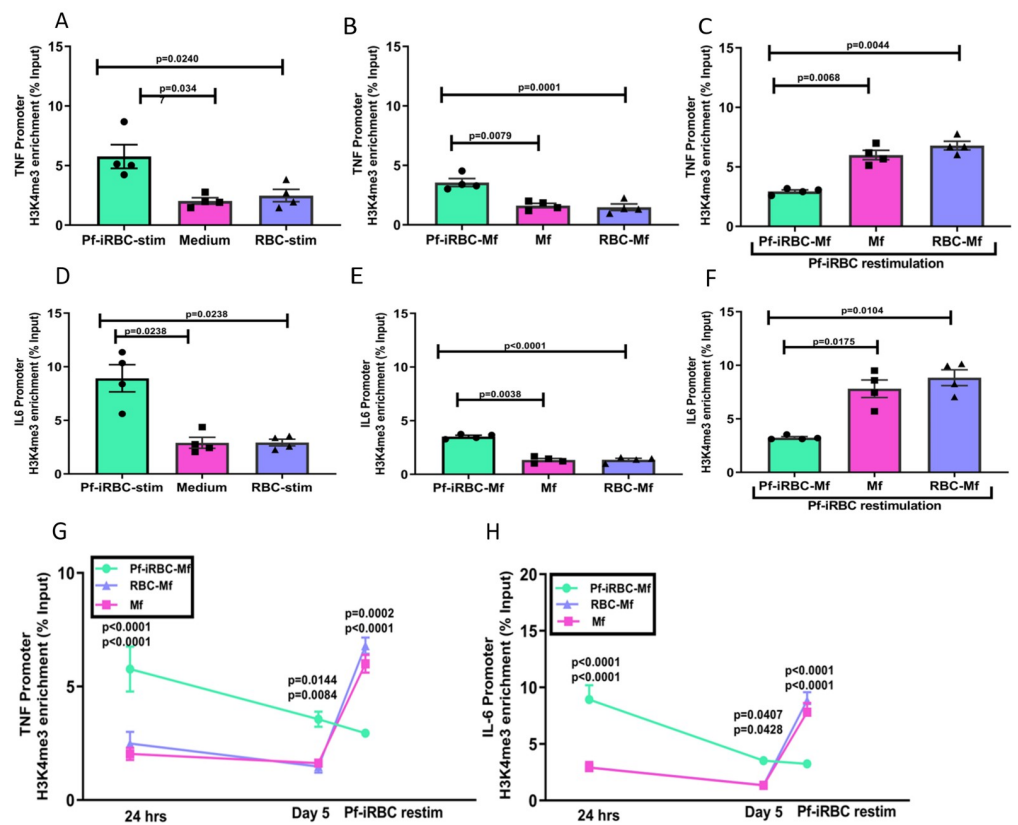 A
B
C
TNF Promoter
H3K4me3 enrichment (% Input)
15
10
5
0
p=0.0240
p=0.034
7
Pf-iRBC-stim Medium RBC-stim
TNF Promoter
H3K4me3 enrichment (% Input)
15
10
5
0
p=0.0001
p=0.0079
Pf-iRBC-Mf Mf RBC-Mf
TNF Promoter
H3K4me3 enrichment (% Input)
15
10
5
0
p=0.0044
p=0.0068
Pf-iRBC-Mf Mf RBC-Mf
Pf-iRBC restimulation
D
E
F
IL6 Promoter
H3K4me3 enrichment (% Input)
15
10
5
0
p=0.0238
p=0.0238
Pf-iRBC-stim Medium RBC-stim
IL6 Promoter
H3K4me3 enrichment (% Input)
15
10
5
0
p<0.0001
p=0.0038
Pf-iRBC-Mf Mf RBC-Mf
IL6 Promoter
H3K4me3 enrichment (% Input)
15
10
5
0
p=0.0104
p=0.0175
Pf-iRBC-Mf Mf RBC-Mf
Pf-iRBC restimulation
G
H
TNF Promoter
H3K4me3 enrichment (% Input)
10
5
0
Pf-iRBC-Mf
RBC-Mf
Mf
p<0.0001
p<0.0001
p=0.0144
p=0.0084
p=0.0002
p<0.0001
24 hrs Day 5 Pf-iRBC restim
IL-6 Promoter
H3K4me3 enrichment (% Input)
20
15
10
5
0
Pf-iRBC-Mf
RBC-Mf
Mf
p<0.0001
p<0.0001
p=0.0407
p=0.0428
p<0.0001
p<0.0001
24 hrs Day 5 Pf-iRBC restim